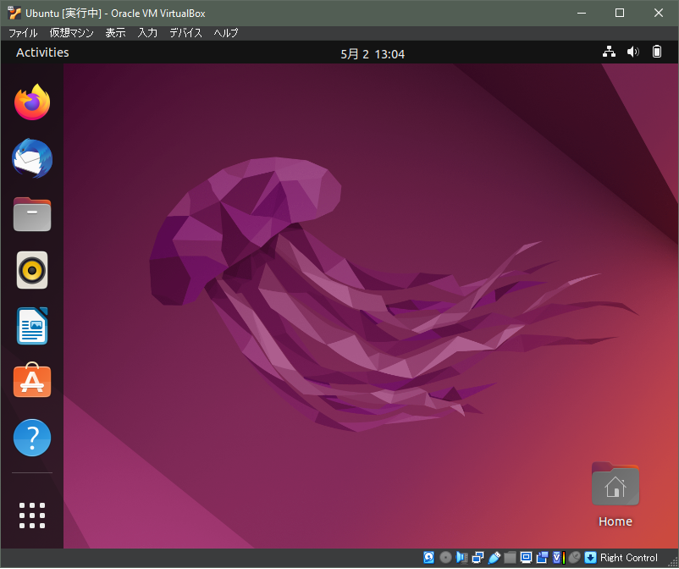 Ubuntu [実行中] - Oracle VM VirtualBox
ファイル 仮想マシン 表示 入力 デバイス ヘルプ
Activities 5月 2 13:04
Home
Right Control